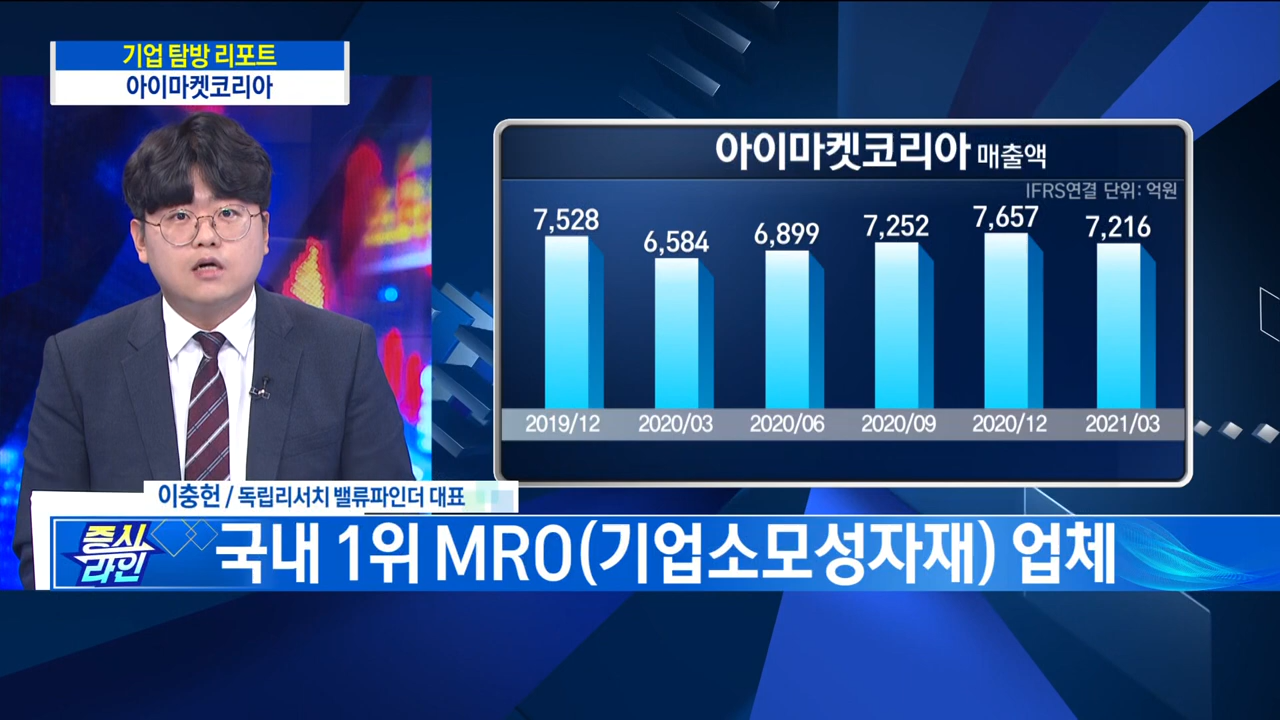 기업 탐방 리포트
아이마켓코리아
아이마켓코리아 매출액
IFRS연결 단위: 억원
7,528 6,584 6,899 7,252 7,657 7,216
2019/12 2020/03 2020/06 2020/09 2020/12 2021/03
이충헌 / 독립리서치 밸류파인더 대표
증시
라인
국내 1위 MRO(기업소모성자재) 업체